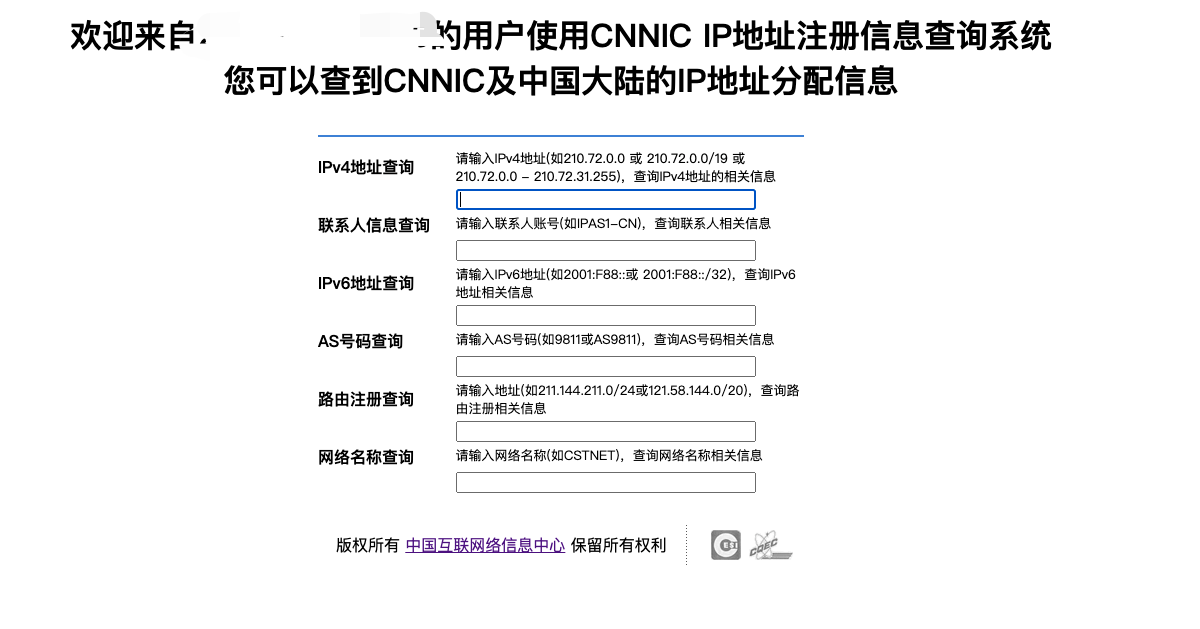 欢迎来自
的用户使用CNNIC IP地址注册信息查询系统
您可以查到CNNIC及中国大陆的IP地址分配信息
IPv4地址查询
请输入IPv4地址(如210.72.0.0 或 210.72.0.0/19 或
210.72.0.0 – 210.72.31.255)，查询IPv4地址的相关信息
联系人信息查询
请输入联系人账号(如IPAS1-CN)，查询联系人相关信息
IPv6地址查询
请输入IPv6地址(如2001:F88::或 2001:F88::/32)，查询IPv6
地址相关信息
AS号码查询
请输入AS号码(如9811或AS9811)，查询AS号码相关信息
路由注册查询
请输入地址(如211.144.211.0/24或121.58.144.0/20)，查询路
由注册相关信息
网络名称查询
请输入网络名称(如CSTNET)，查询网络名称相关信息
版权所有 中国互联网络信息中心 保留所有权利
CQEC